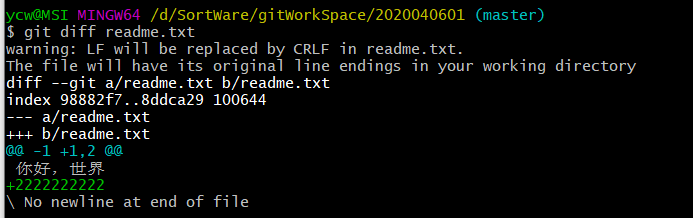 ycw@MSI MINGW64 /d/SortWare/gitWorkSpace/2020040601 (master)
$ git diff readme.txt
warning: LF will be replaced by CRLF in readme.txt.
The file will have its original line endings in your working directory
diff --git a/readme.txt b/readme.txt
index 98882f7..8ddca29 100644
--- a/readme.txt
+++ b/readme.txt
@@ -1 +1,2 @@
 你好，世界
+2222222222
\ No newline at end of file